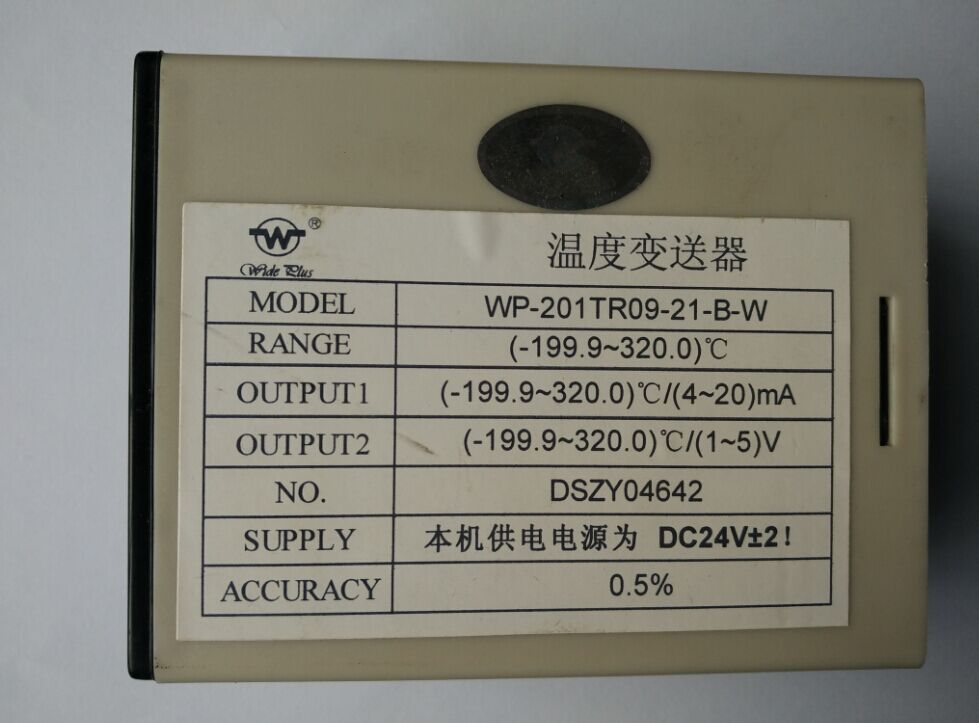 W ®
Wide Plus
温度变送器
MODEL WP-201TR09-21-B-W
RANGE (-199.9~320.0)℃
OUTPUT1 (-199.9~320.0)℃/(4~20)mA
OUTPUT2 (-199.9~320.0)℃/(1~5)V
NO. DSZY04642
SUPPLY 本机供电电源为 DC24V±2!
ACCURACY 0.5%